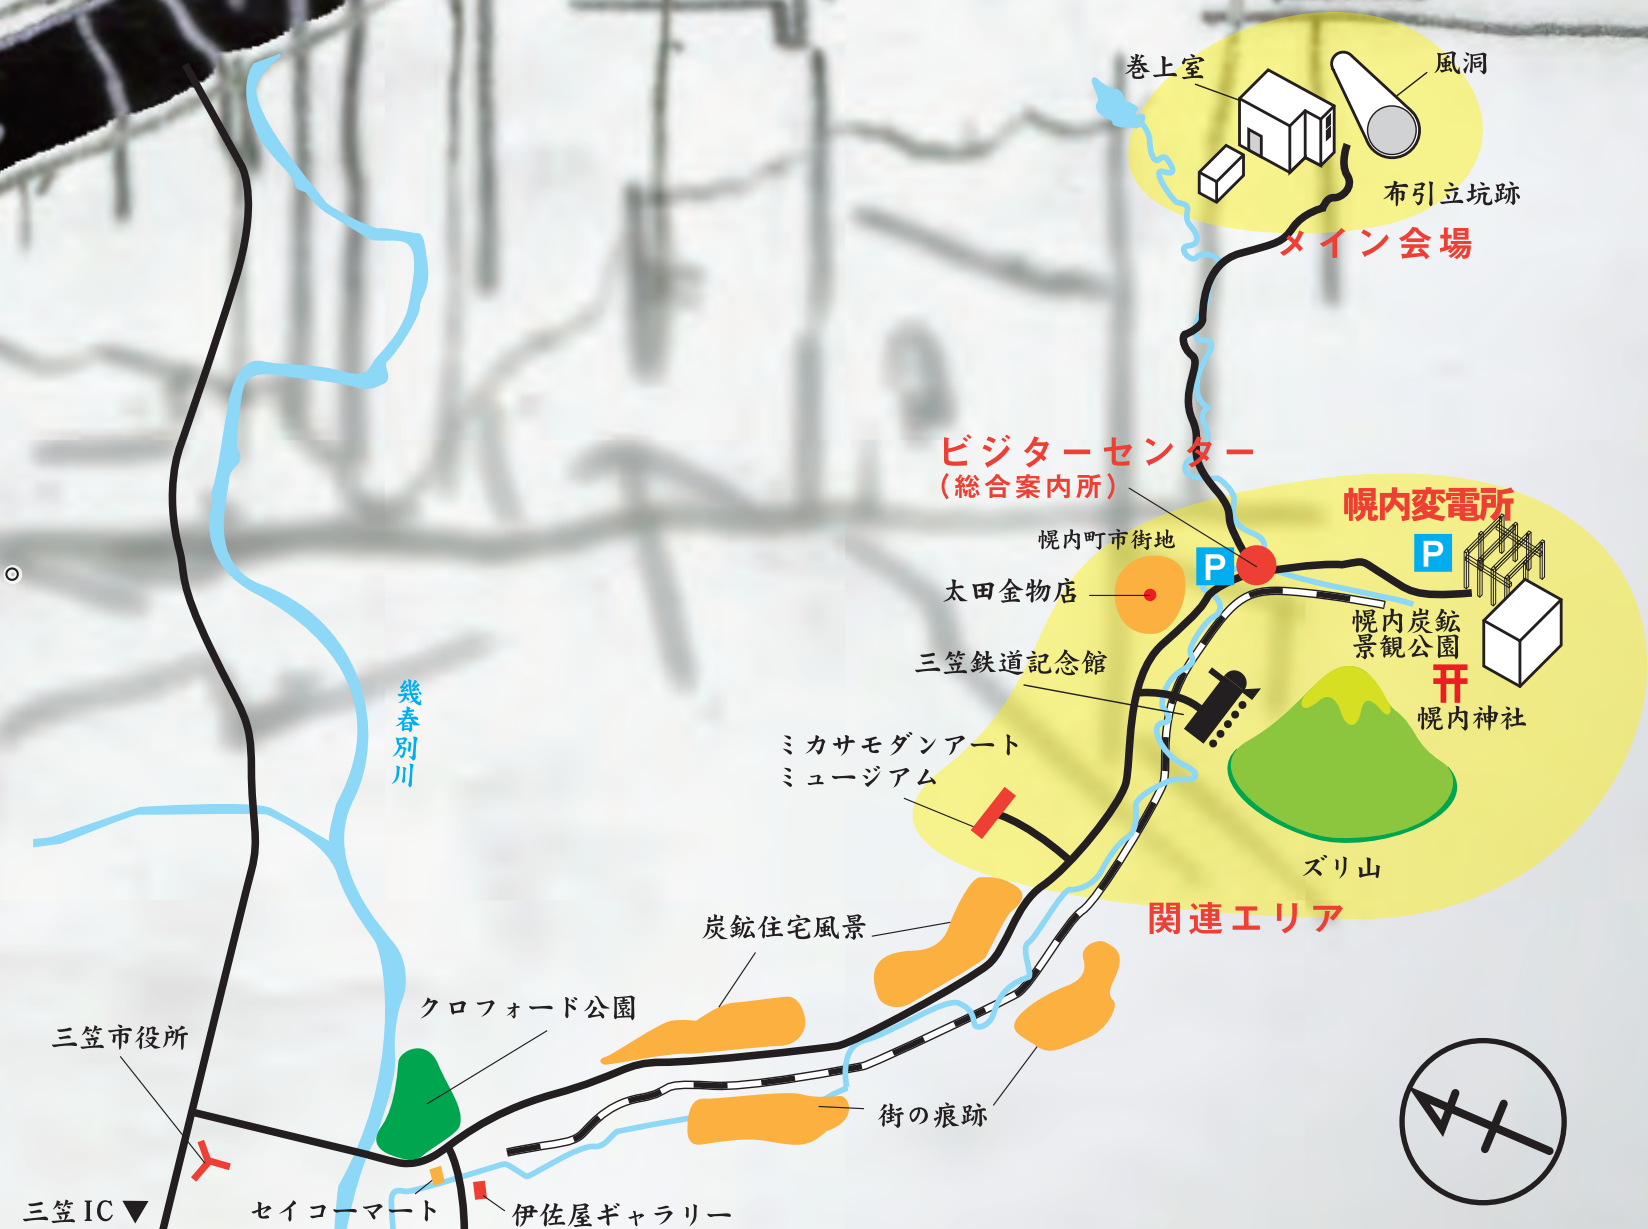 巻上室
風洞
布引立坑跡
メイン会場
ビジターセンター
（総合案内所）
幌内変電所
幌内町市街地
P
P
太田金物店
幌内炭鉱
景観公園
三笠鉄道記念館
幌内神社
幾春別川
ミカサモダンアート
ミュージアム
ズリ山
関連エリア
炭鉱住宅風景
クロフォード公園
三笠市役所
街の痕跡
三笠IC▼
セイコーマート
伊佐屋ギャラリー